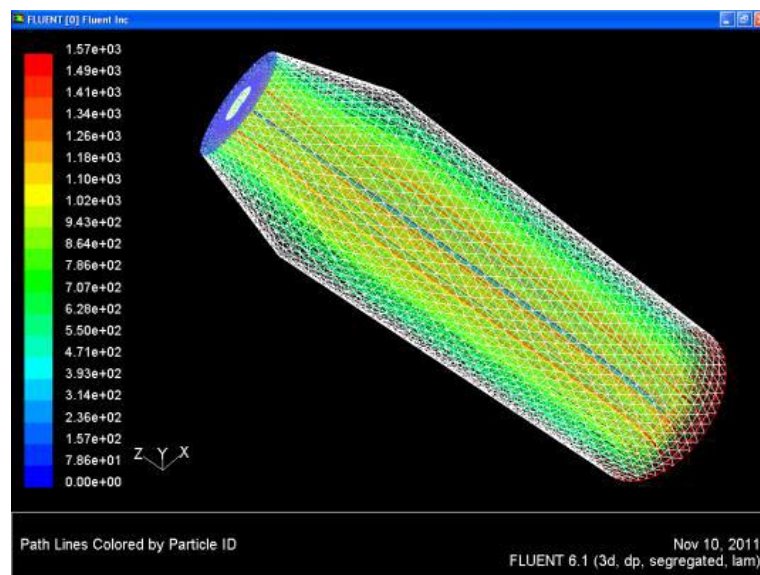 FLUENT [0] Fluent Inc
1.57e+03
1.49e+03
1.41e+03
1.34e+03
1.26e+03
1.18e+03
1.10e+03
1.02e+03
9.43e+02
8.64e+02
7.86e+02
7.07e+02
6.28e+02
5.50e+02
4.71e+02
3.93e+02
3.14e+02
2.36e+02
1.57e+02
7.86e+01
0.00e+00
Z Y X
Path Lines Colored by Particle ID
Nov 10, 2011
FLUENT 6.1 (3d, dp, segregated, lam)